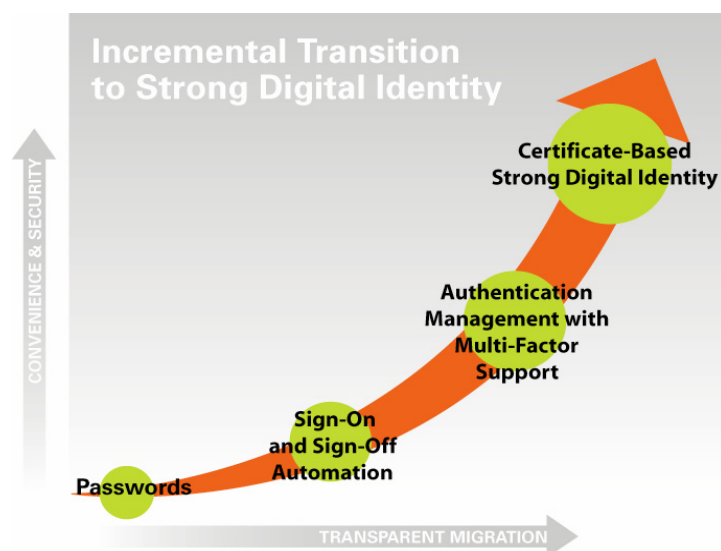 Incremental Transition
to Strong Digital Identity
Certificate-Based
Strong Digital Identity
Authentication
Management with
Multi-Factor
Support
Sign-On
and Sign-Off
Automation
Passwords
CONVENIENCE & SECURITY
TRANSPARENT MIGRATION